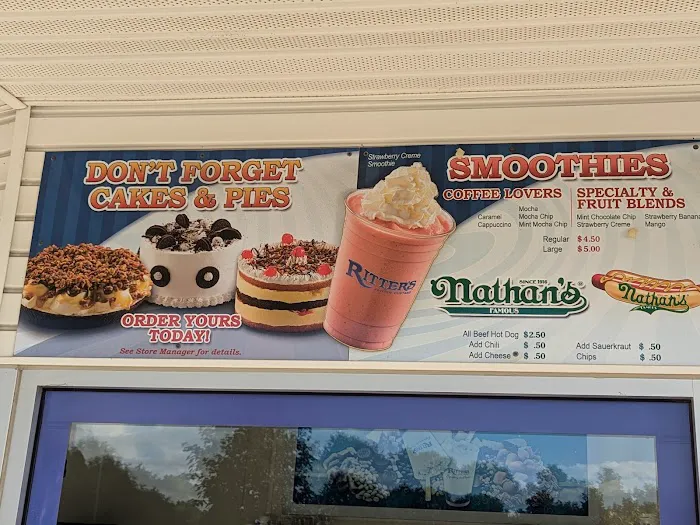 DON'T FORGET
CAKES & PIES
ORDER YOURS
TODAY!
See Store Manager for details.
Strawberry Creme
Smoothie
RITTER'S
SMOOTHIES
COFFEE LOVERS
Caramel
Cappuccino
Mocha
Mocha Chip
Mint Mocha Chip
SPECIALTY &
FRUIT BLENDS
Mint Chocolate Chip
Strawberry Creme
Strawberry Banana
Mango
Regular $4.50
Large $5.00
SINCE 1916
Nathan's
FAMOUS
Nathan's
All Beef Hot Dog $2.50
Add Chili $ .50
Add Cheese $ .50
Add Sauerkraut $ .50
Chips $ .50